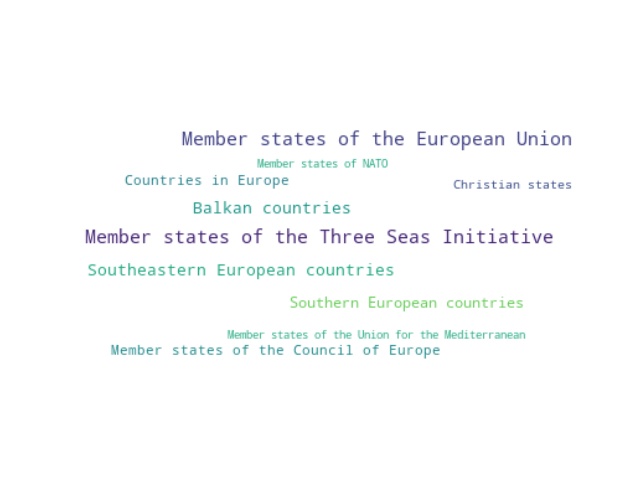 Member states of the European Union
Member states of NATO
Countries in Europe
Christian states
Balkan countries
Member states of the Three Seas Initiative
Southeastern European countries
Southern European countries
Member states of the Union for the Mediterranean
Member states of the Council of Europe